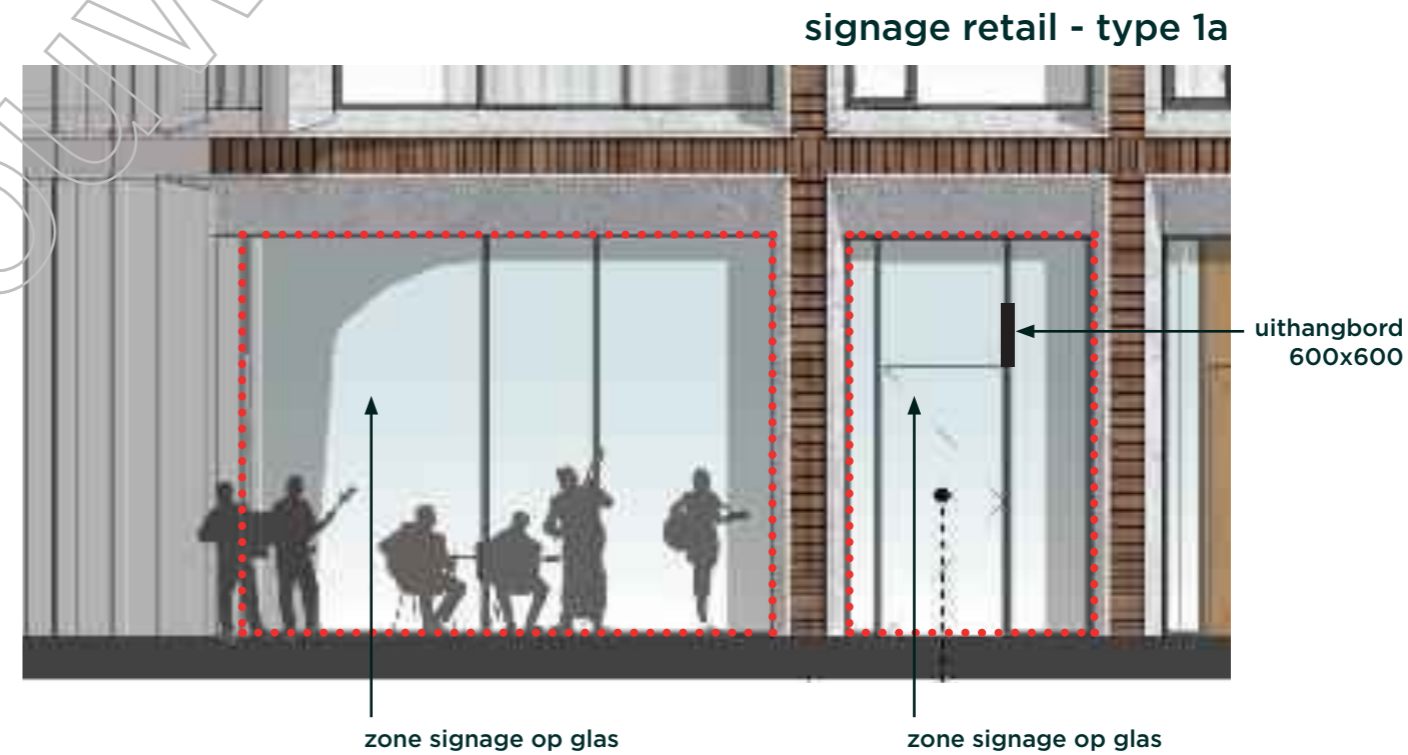 signage retail - type 1a
uithangbord
600x600
zone signage op glas
zone signage op glas